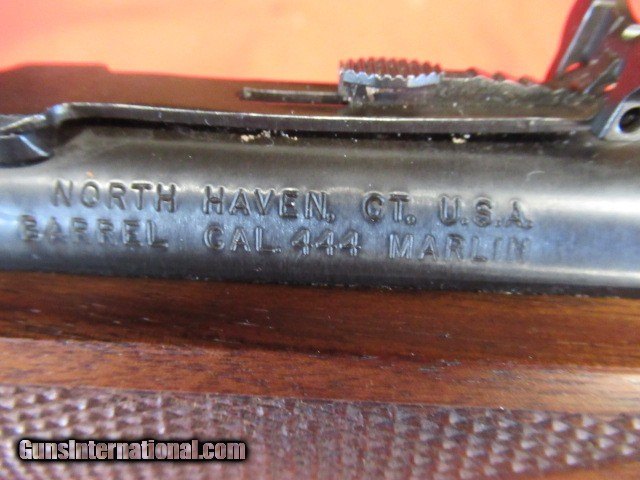 NORTH HAVEN, CT. U.S.A.
BARREL CAL. 444 MARLIN
GunsInternational.com